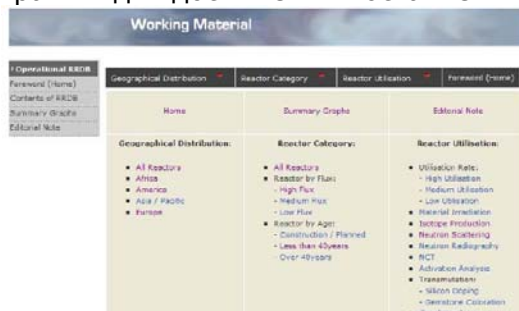 Working Material
Operational RRDB
Foreword (Home)
Contents of RRDB
Summary Graphs
Editorial Note
Geographical Distribution
Reactor Category
Reactor Utilisation
Foreword (Home)
Home
Summary Graphs
Editorial Note
Geographical Distribution:
All Reactors
Africa
America
Asia / Pacific
Europe
Reactor Category:
All Reactors
Reactor by Flux:
- High Flux
- Medium Flux
- Low Flux
Reactor by Age:
- Construction / Planned
- Less than 40years
- Over 40years
Reactor Utilisation:
Utilisation Rate:
- High Utilisation
- Medium Utilisation
- Low Utilisation
Material Irradiation
Isotope Production
Neutron Scattering
Neutron Radiography
NCT
Activation Analysis
Transmutation:
- Silicon Doping
- Gemstone Coloration